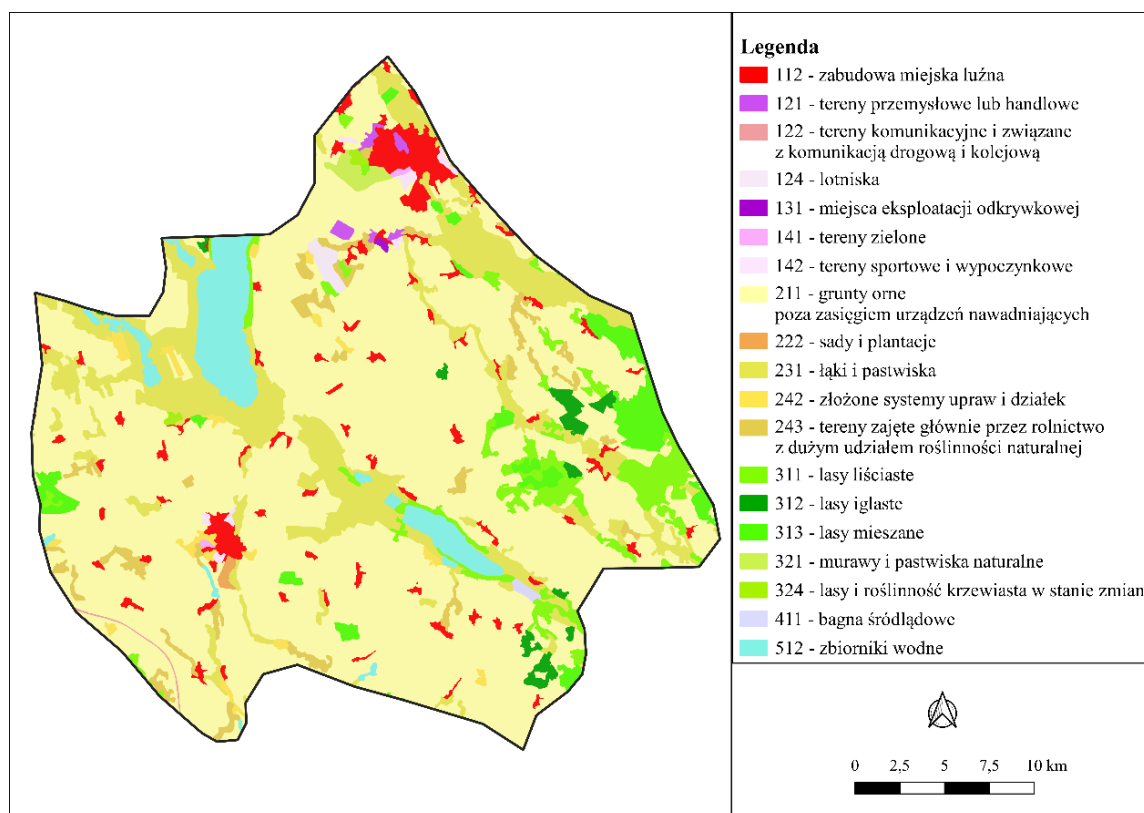 Legenda
112 - zabudowa miejska luźna
121 - tereny przemysłowe lub handlowe
122 - tereny komunikacyjne i związane
z komunikacją drogową i kolejową
124 - lotniska
131 - miejsca eksploatacji odkrywkowej
141 - tereny zielone
142 - tereny sportowe i wypoczynkowe
211 - grunty orne
poza zasięgiem urządzeń nawadniających
222 - sady i plantacje
231 - łąki i pastwiska
242 - złożone systemy upraw i działek
243 - tereny zajęte głównie przez rolnictwo
z dużym udziałem roślinności naturalnej
311 - lasy liściaste
312 - lasy iglaste
313 - lasy mieszane
321 - murawy i pastwiska naturalne
324 - lasy i roślinność krzewiasta w stanie zmian
411 - bagna śródlądowe
512 - zbiorniki wodne
0 2,5 5 7,5 10 km